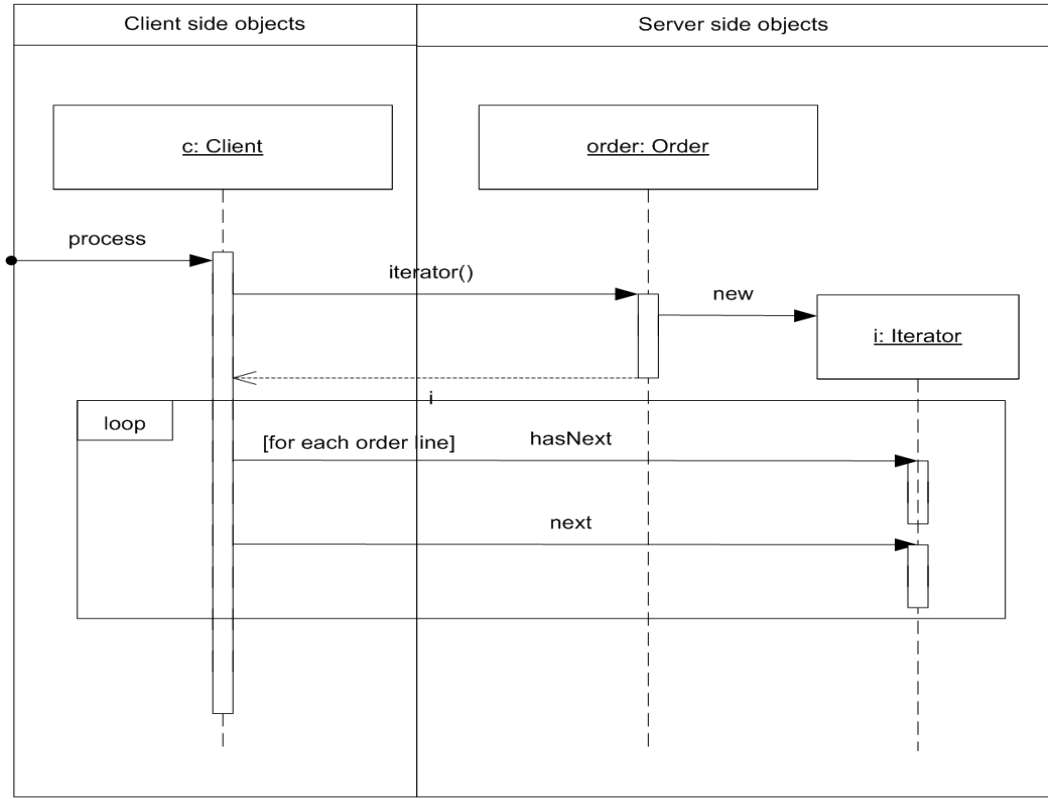 Client side objects
Server side objects
c: Client
order: Order
process
iterator()
new
i: Iterator
i
loop
[for each order line]
hasNext
next